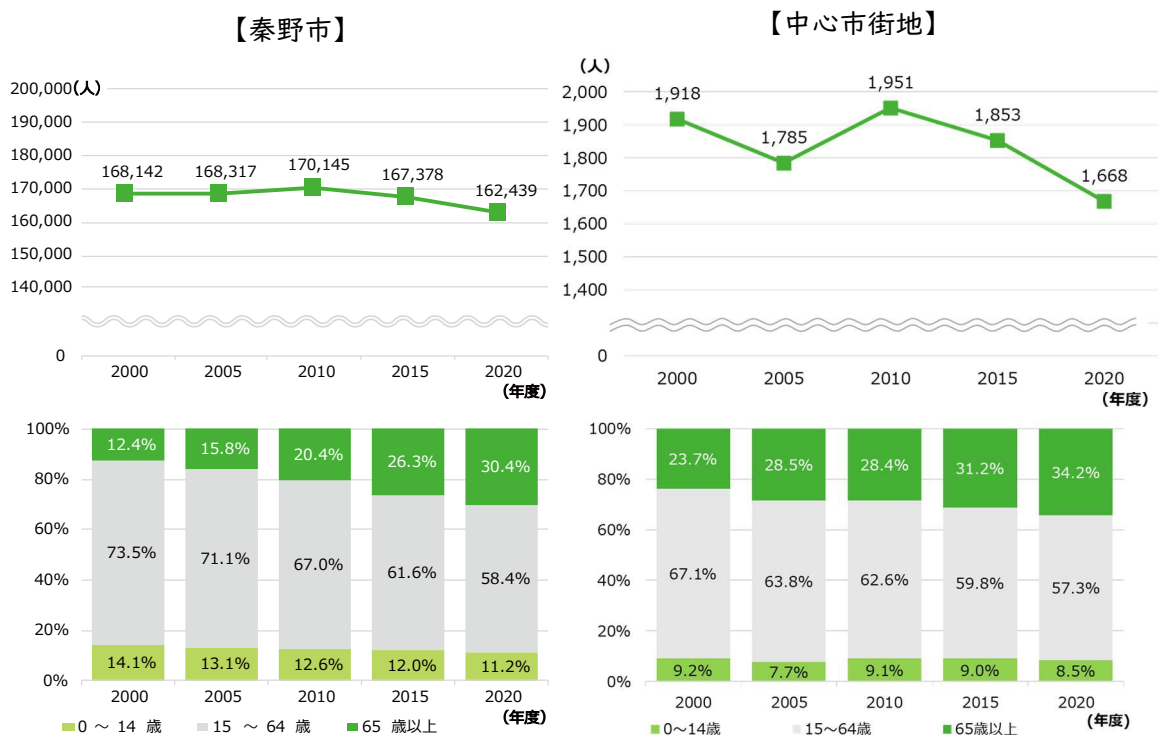 【秦野市】
200,000(人)
190,000
180,000
170,000
160,000
150,000
140,000
0
168,142
168,317
170,145
167,378
162,439
2000 2005 2010 2015 2020
(年度)
【中心市街地】
(人)
2,000
1,900
1,800
1,700
1,600
1,500
1,400
0
1,918
1,785
1,951
1,853
1,668
2000 2005 2010 2015 2020
(年度)
100%
80%
60%
40%
20%
0%
12.4% 15.8% 20.4% 26.3% 30.4%
73.5% 71.1% 67.0% 61.6% 58.4%
14.1% 13.1% 12.6% 12.0% 11.2%
2000 2005 2010 2015 2020
(年度)
0 ～ 14 歳 15 ～ 64 歳 65 歳以上
100%
80%
60%
40%
20%
0%
23.7% 28.5% 28.4% 31.2% 34.2%
67.1% 63.8% 62.6% 59.8% 57.3%
9.2% 7.7% 9.1% 9.0% 8.5%
2000 2005 2010 2015 2020
(年度)
0～14歳 15～64歳 65歳以上